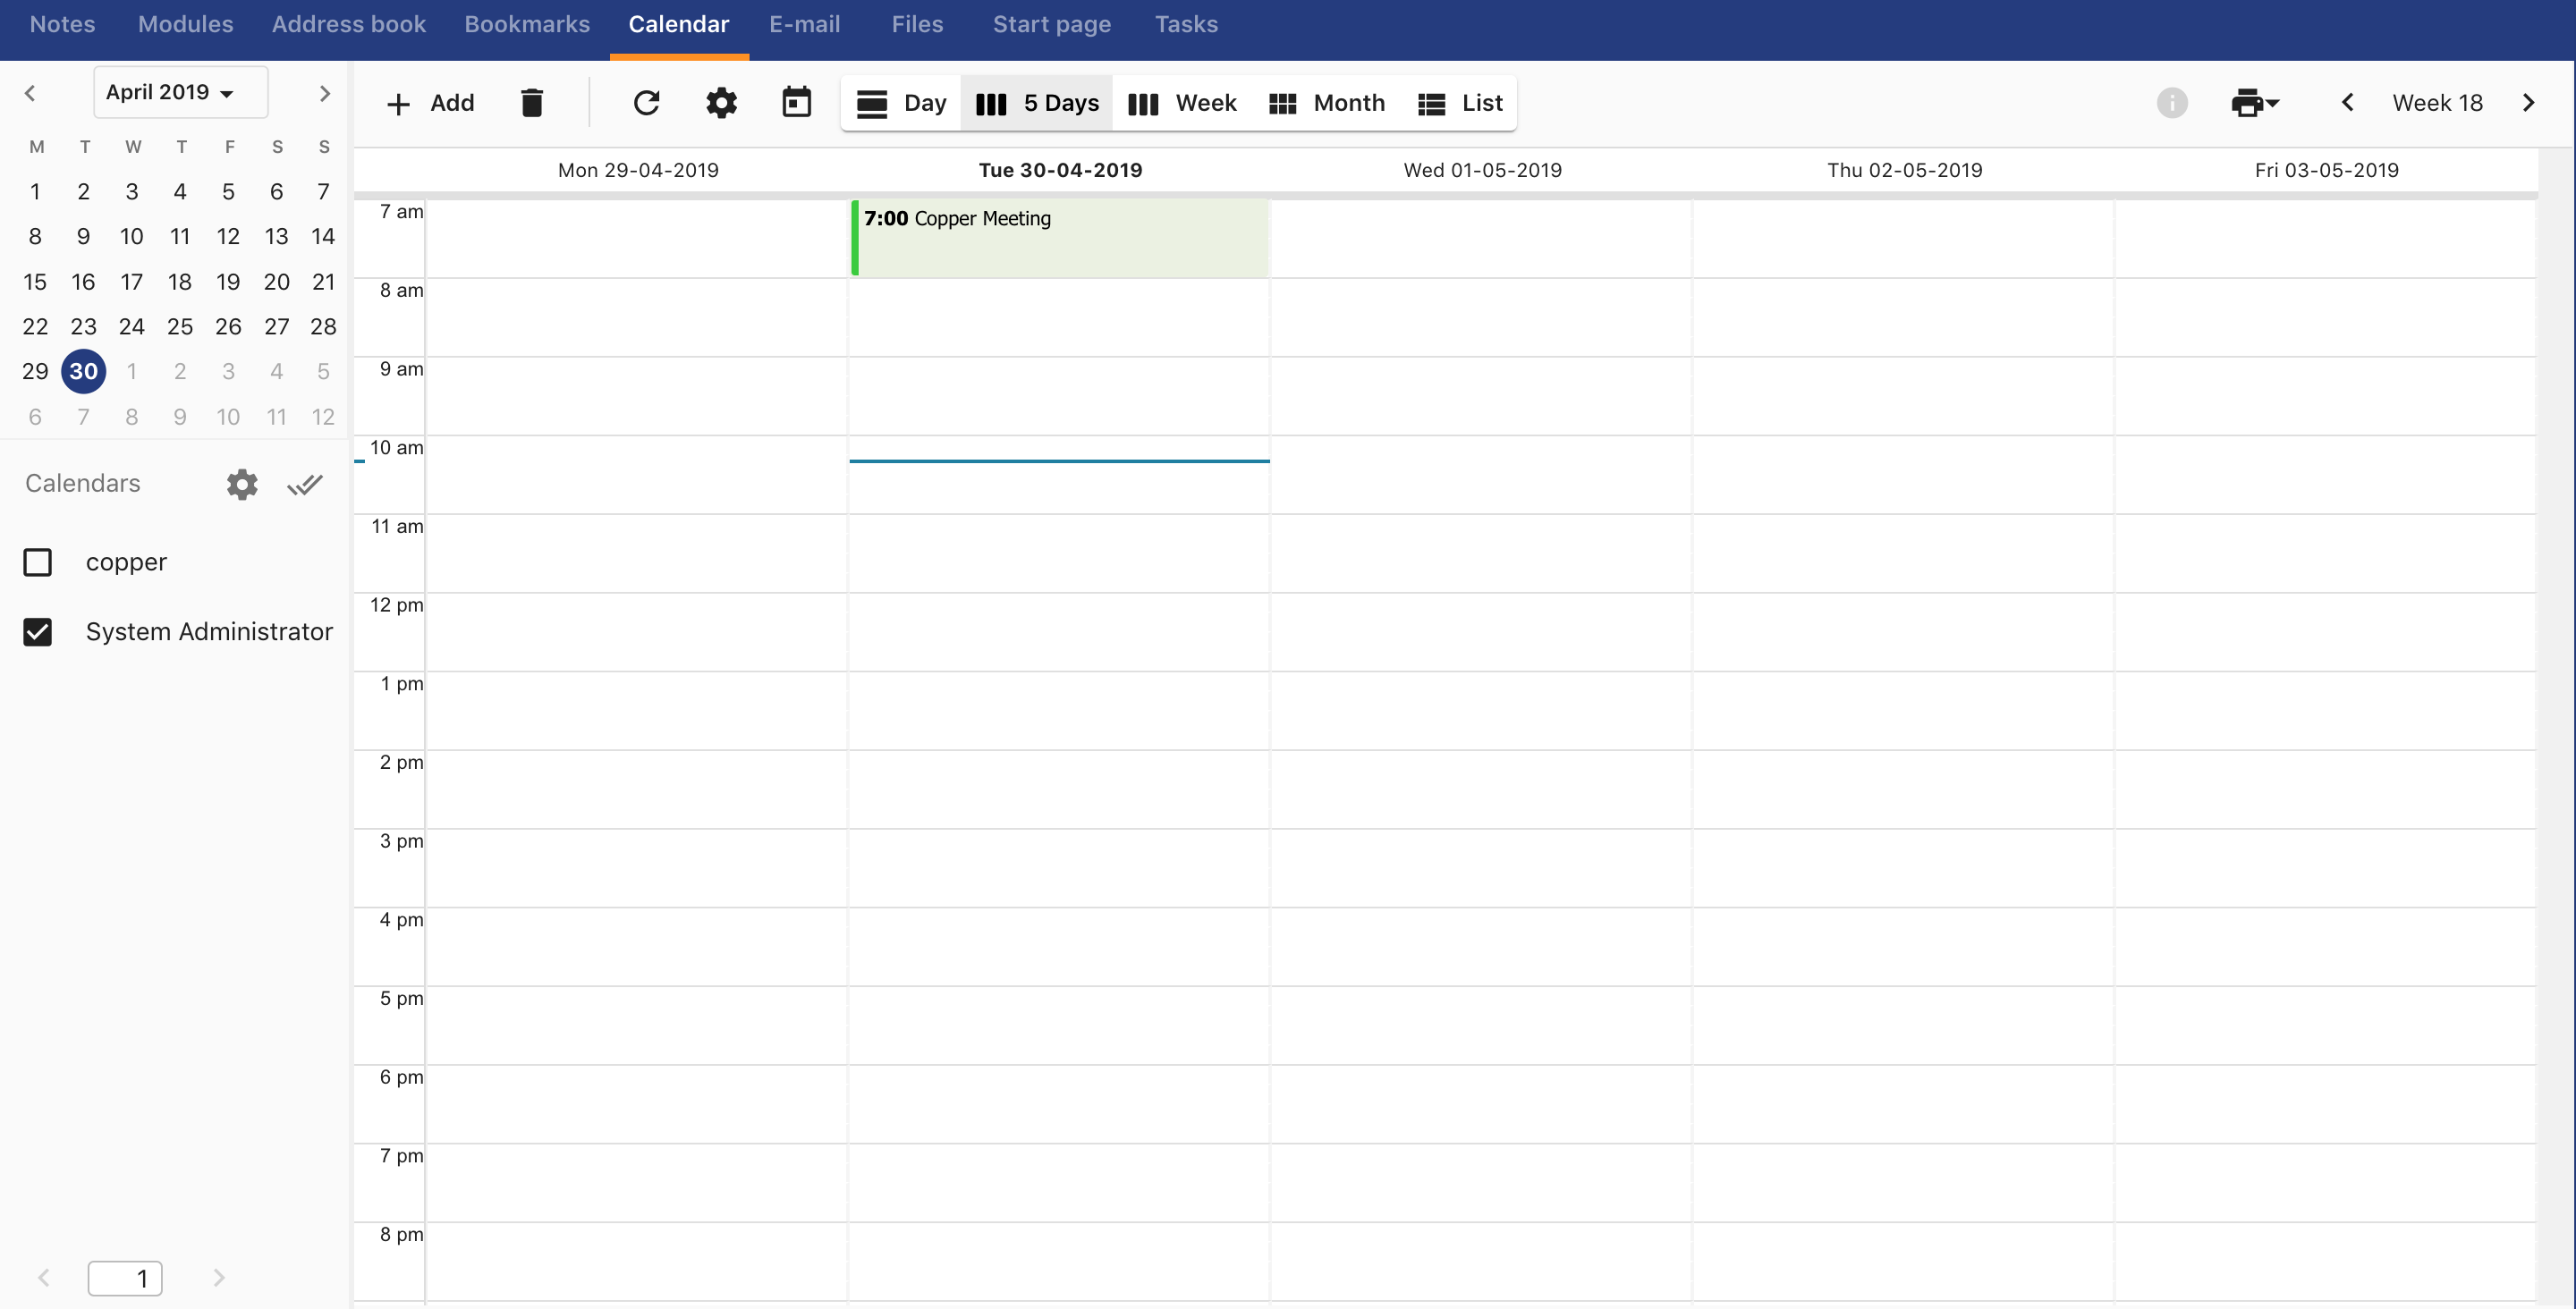 Notes Modules Address book Bookmarks Calendar E-mail Files Start page Tasks
April 2019
M T W T F S S
1 2 3 4 5 6 7
8 9 10 11 12 13 14
15 16 17 18 19 20 21
22 23 24 25 26 27 28
29 30 1 2 3 4 5
6 7 8 9 10 11 12
Calendars
copper
System Administrator
1
Add Day 5 Days Week Month List Week 18
Mon 29-04-2019 Tue 30-04-2019 Wed 01-05-2019 Thu 02-05-2019 Fri 03-05-2019
7 am
7:00 Copper Meeting
8 am
9 am
10 am
11 am
12 pm
1 pm
2 pm
3 pm
4 pm
5 pm
6 pm
7 pm
8 pm